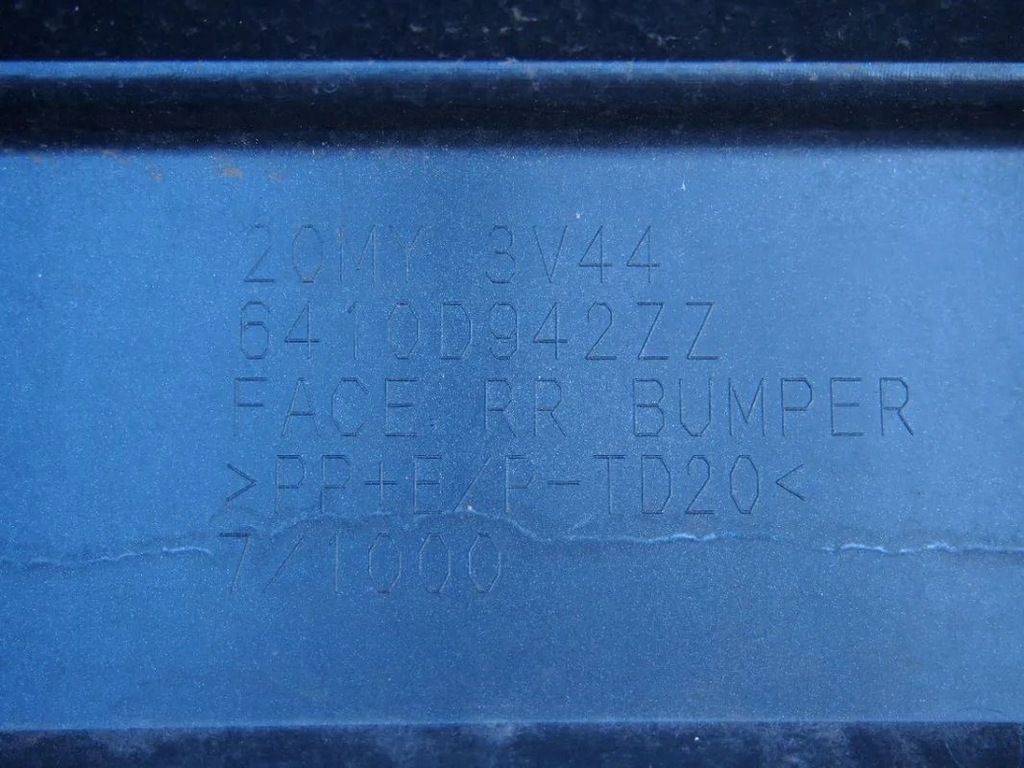 20MY 3V44
6410D942ZZ
FACE RR BUMPER
>PP+E/P-TD20<
7/1000